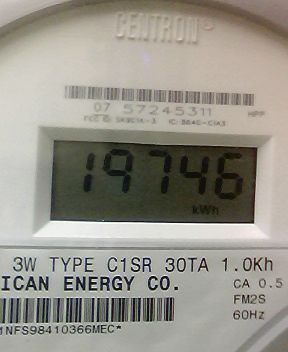 CENTRON
07 57245311 HPP
19746
kWh
3W TYPE C1SR 30TA 1.0Kh
ICAN ENERGY CO. CA 0.5
FM2S
60Hz
1NFS98410366MEC*